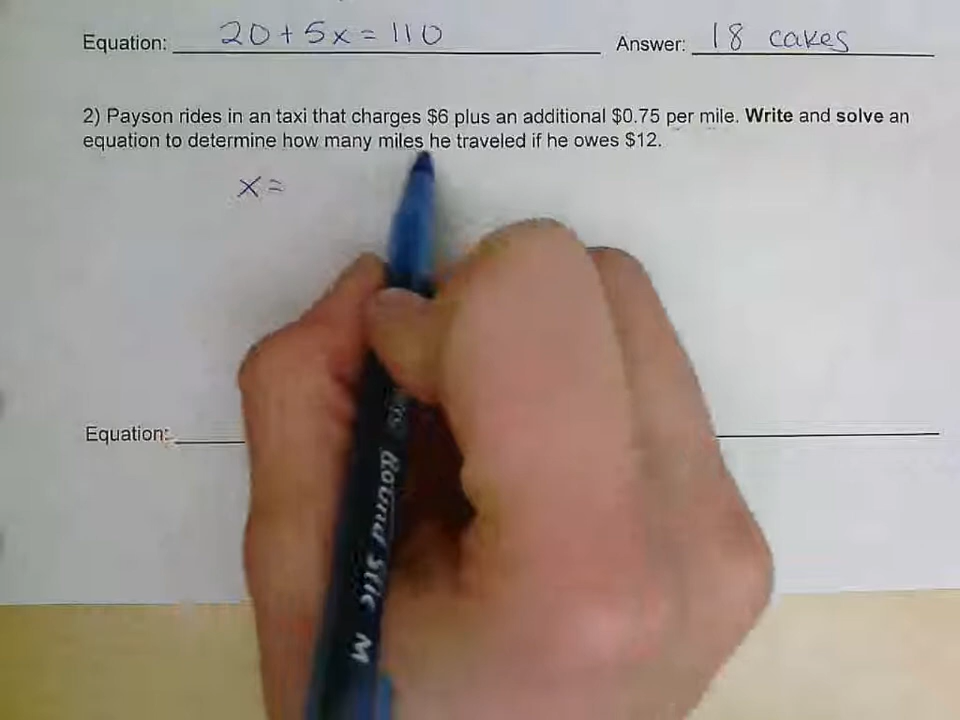 Equation: 20 + 5x = 110 Answer: 18 cakes
2) Payson rides in an taxi that charges $6 plus an additional $0.75 per mile. Write and solve an
equation to determine how many miles he traveled if he owes $12.
x =
Equation:
Round Stic M